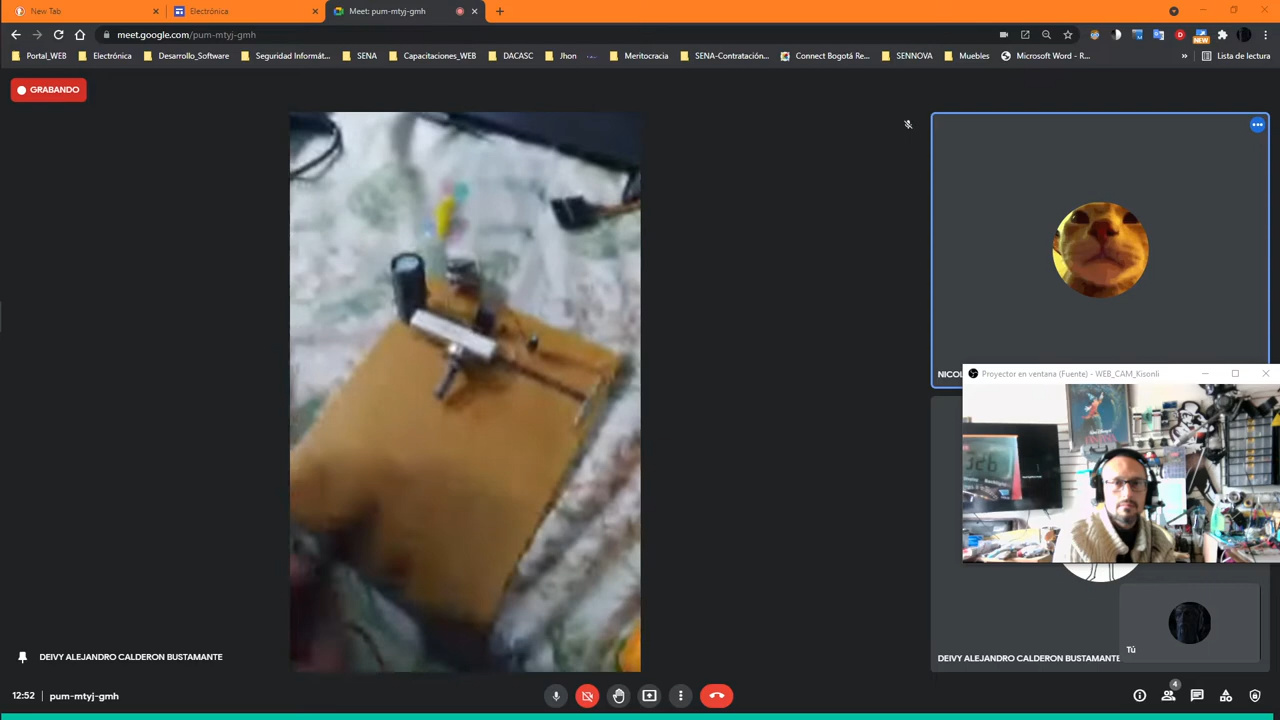 New Tab
Electrónica
Meet: pum-mtyj-gmh
meet.google.com/pum-mtyj-gmh
NEW
Portal_WEB
Electrónica
Desarrollo_Software
Seguridad Informát...
SENA
Capacitaciones_WEB
DACASC
Jhon
Meritocracia
SENA-Contratación...
Connect Bogotá Re...
SENNOVA
Muebles
Microsoft Word - R...
»
Lista de lectura
GRABANDO
NICOL
Proyector en ventana (Fuente) - WEB_CAM_Kisonli
DEIVY ALEJANDRO CALDERON BUSTAMANTE
DEIVY ALEJANDRO CALDERON BUSTAMANTE
Tú
12:52
pum-mtyj-gmh
4